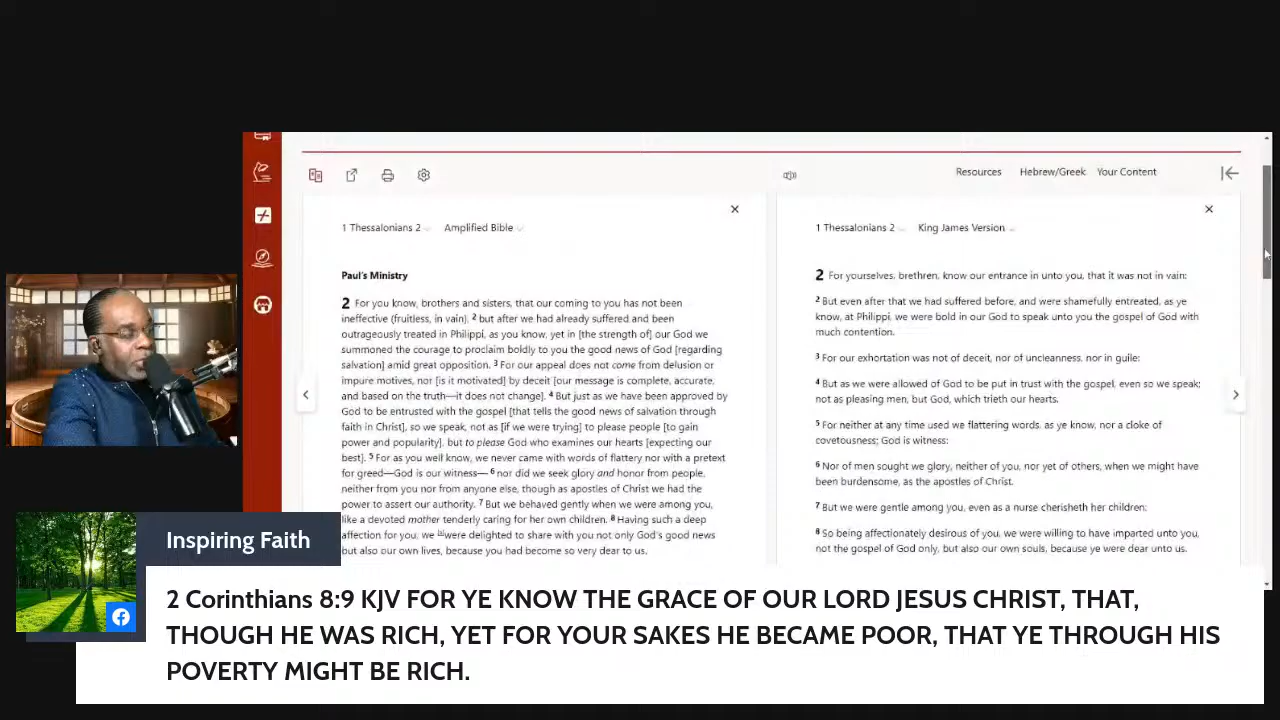 Resources Hebrew/Greek Your Content
1 Thessalonians 2 Amplified Bible
Paul's Ministry
2 For you know, brothers and sisters, that our coming to you has not been
ineffective (fruitless, in vain), 2 but after we had already suffered and been
outrageously treated in Philippi, as you know, yet in [the strength of] our God we
summoned the courage to proclaim boldly to you the good news of God [regarding
salvation] amid great opposition. 3 For our appeal does not come from delusion or
impure motives, nor [is it motivated] by deceit [our message is complete, accurate,
and based on the truth—it does not change]. 4 But just as we have been approved by
God to be entrusted with the gospel [that tells the good news of salvation through
faith in Christ], so we speak, not as [if we were trying] to please people [to gain
power and popularity], but to please God who examines our hearts [expecting our
best]. 5 For as you well know, we never came with words of flattery nor with a pretext
for greed—God is our witness— 6 nor did we seek glory and honor from people,
neither from you nor from anyone else, though as apostles of Christ we had the
power to assert our authority. 7 But we behaved gently when we were among you,
like a devoted mother tenderly caring for her own children. 8 Having such a deep
affection for you, we were delighted to share with you not only God's good news
but also our own lives, because you had become so very dear to us.
1 Thessalonians 2 King James Version
2 For yourselves, brethren, know our entrance in unto you, that it was not in vain:
2 But even after that we had suffered before, and were shamefully entreated, as ye
know, at Philippi, we were bold in our God to speak unto you the gospel of God with
much contention.
3 For our exhortation was not of deceit, nor of uncleanness, nor in guile:
4 But as we were allowed of God to be put in trust with the gospel, even so we speak;
not as pleasing men, but God, which trieth our hearts.
5 For neither at any time used we flattering words, as ye know, nor a cloke of
covetousness; God is witness:
6 Nor of men sought we glory, neither of you, nor yet of others, when we might have
been burdensome, as the apostles of Christ.
7 But we were gentle among you, even as a nurse cherisheth her children:
8 So being affectionately desirous of you, we were willing to have imparted unto you,
not the gospel of God only, but also our own souls, because ye were dear unto us.
Inspiring Faith
2 Corinthians 8:9 KJV FOR YE KNOW THE GRACE OF OUR LORD JESUS CHRIST, THAT,
THOUGH HE WAS RICH, YET FOR YOUR SAKES HE BECAME POOR, THAT YE THROUGH HIS
POVERTY MIGHT BE RICH.